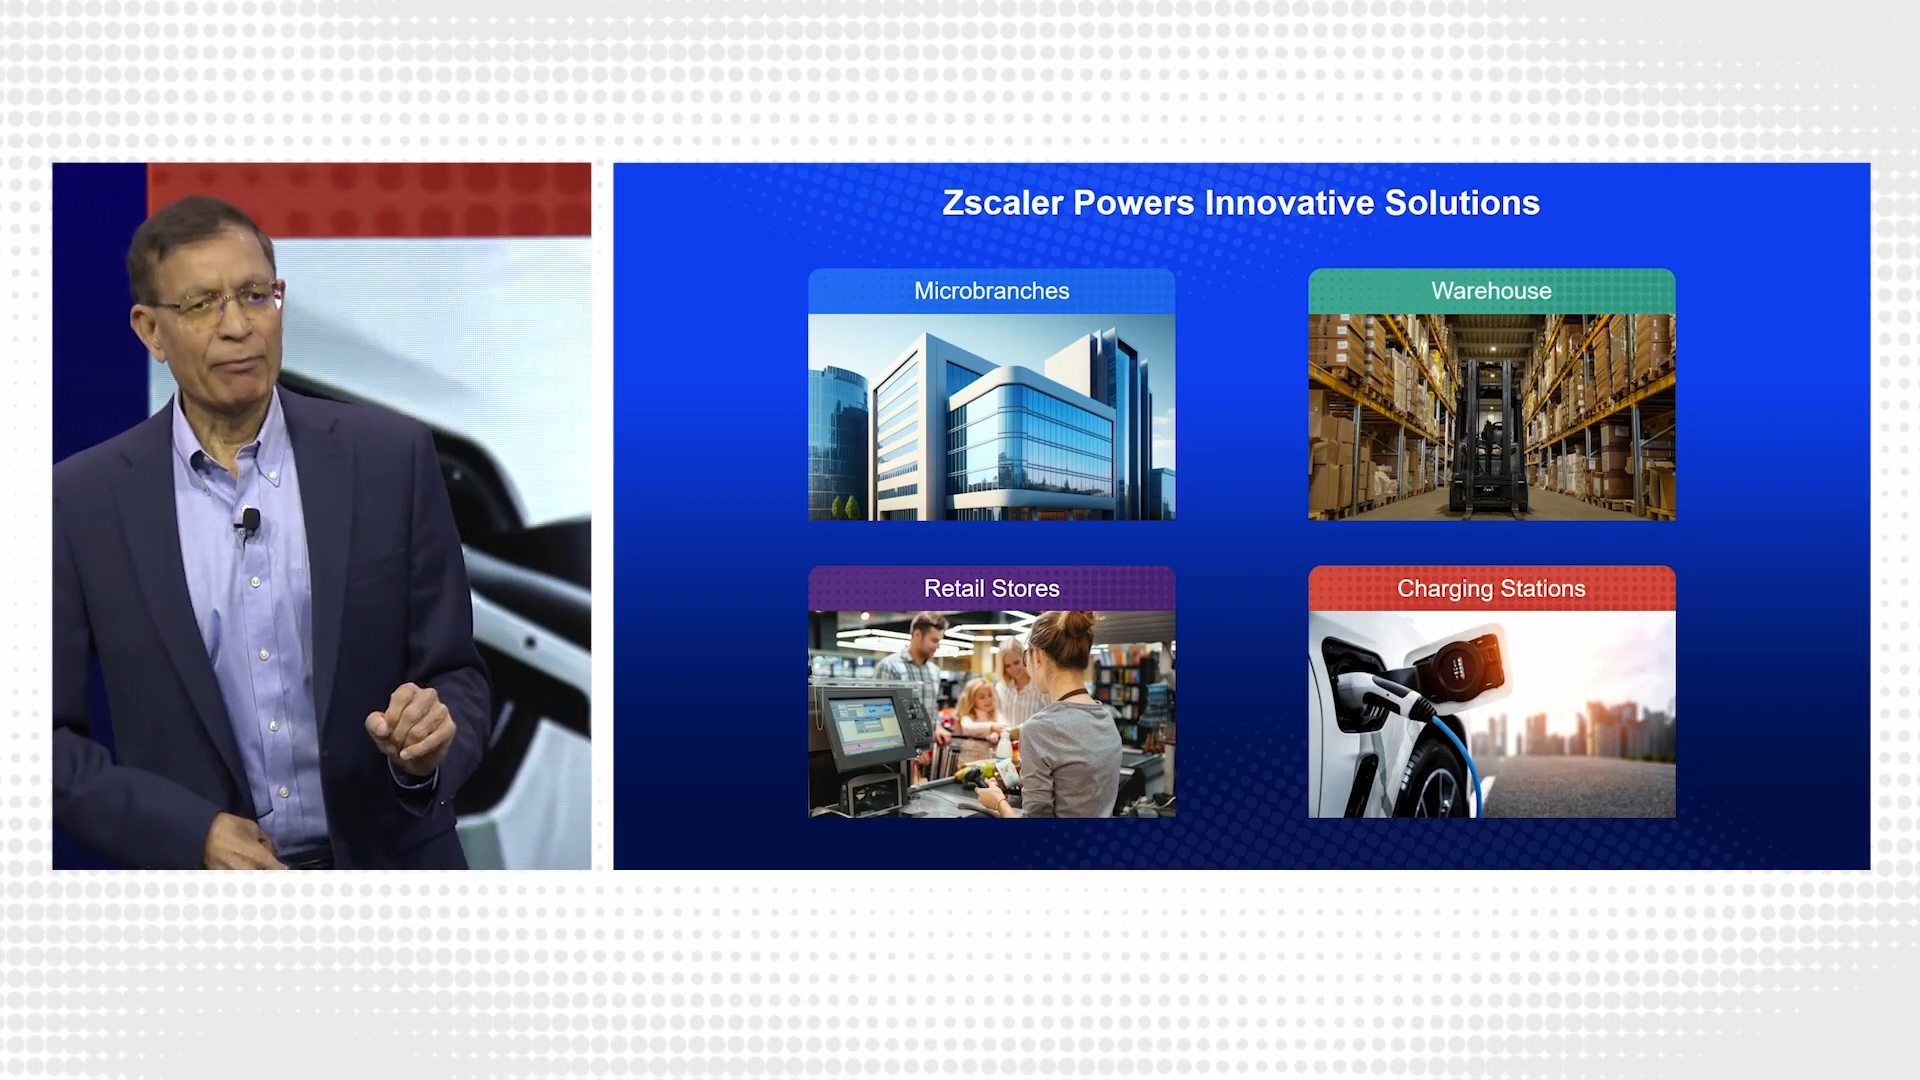 Zscaler Powers Innovative Solutions
Microbranches
Warehouse
Retail Stores
Charging Stations